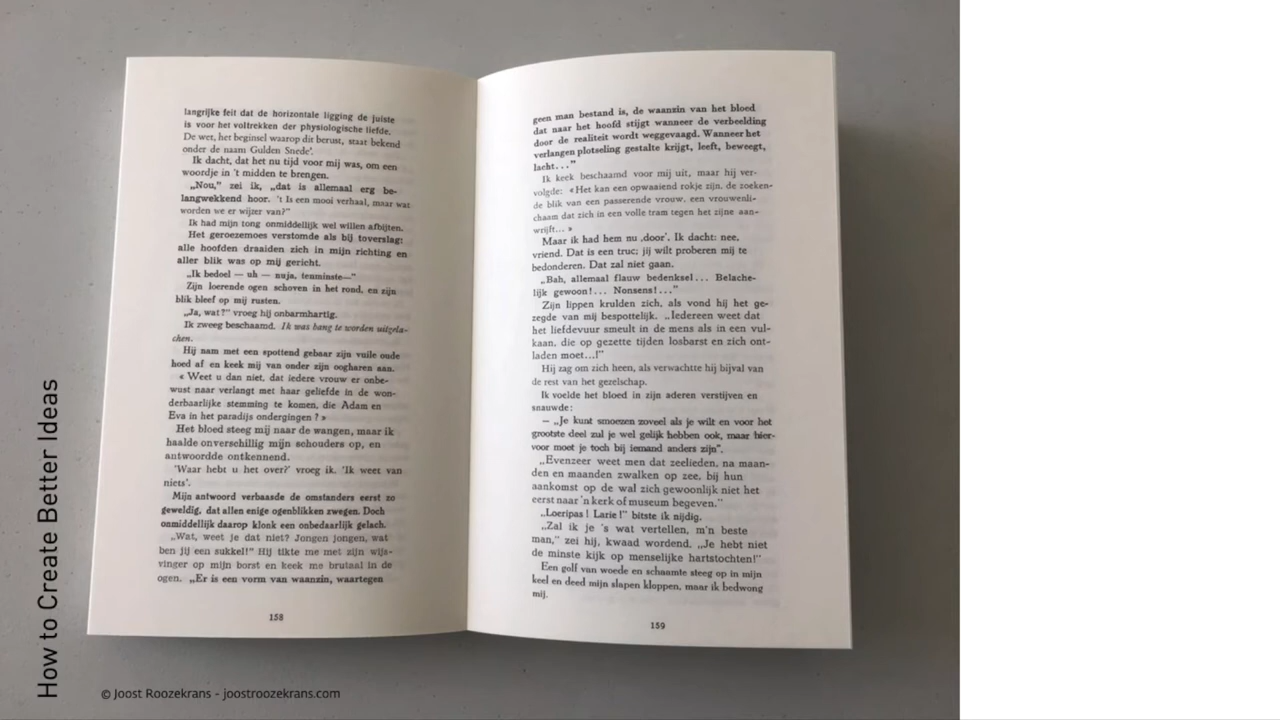 How to Create Better Ideas
langrijke feit dat de horizontale ligging de juiste
is voor het voltrekken der physiologische liefde.
De wet, het beginsel waarop dit berust, staat bekend
onder de naam Gulden Snede'.
Ik dacht, dat het nu tijd voor mij was, om een
woordje in 't midden te brengen.
„Nou,” zei ik, „dat is allemaal erg be-
langwekkend hoor. 't Is een mooi verhaal, maar wat
worden we er wijzer van?”
Ik had mijn tong onmiddellijk wel willen afbijten.
Het geroezemoes verstomde als bij toverslag;
alle hoofden draaiden zich in mijn richting en
aller blik was op mij gericht.
„Ik bedoel — uh — nuja, tenminste—”
Zijn loerende ogen schoven in het rond, en zijn
blik bleef op mij rusten.
„Ja, wat?” vroeg hij onbarmhartig.
Ik zweeg beschaamd. Ik was bang te worden uitgela-
chen.
Hij nam met een spottend gebaar zijn vuile oude
hoed af en keek mij van onder zijn oogharen aan.
« Weet u dan niet, dat iedere vrouw er onbe-
wust naar verlangt met haar geliefde in de won-
derbaarlijke stemming te komen, die Adam en
Eva in het paradijs ondergingen ? »
Het bloed steeg mij naar de wangen, maar ik
haalde onverschillig mijn schouders op, en
antwoordde ontkennend.
'Waar hebt u het over?' vroeg ik. 'Ik weet van
niets'.
Mijn antwoord verbaasde de omstanders eerst zo
geweldig, dat allen enige ogenblikken zwegen. Doch
onmiddellijk daarop klonk een onbedaarlijk gelach.
„Wat, weet je dat niet? Jongen jongen, wat
ben jij een sukkel!” Hij tikte me met zijn wijs-
vinger op mijn borst en keek me brutaal in de
ogen. „Er is een vorm van waanzin, waartegen
158
geen man bestand is, de waanzin van het bloed
dat naar het hoofd stijgt wanneer de verbeelding
door de realiteit wordt weggevaagd. Wanneer het
verlangen plotseling gestalte krijgt, leeft, beweegt,
lacht...”
Ik keek beschaamd voor mij uit, maar hij ver-
volgde: «Het kan een opwaaiend rokje zijn, de zoeken-
de blik van een passerende vrouw, een vrouwenli-
chaam dat zich in een volle tram tegen het zijne aan-
wrijft... »
Maar ik had hem nu ‚door'. Ik dacht: nee,
vriend. Dat is een truc; jij wilt proberen mij te
bedonderen. Dat zal niet gaan.
„Bah, allemaal flauw bedenksel... Belache-
lijk gewoon!... Nonsens!...”
Zijn lippen krulden zich, als vond hij het ge-
zegde van mij bespottelijk. „Iedereen weet dat
het liefdevuur smeult in de mens als in een vul-
kaan, die op gezette tijden losbarst en zich ont-
laden moet...!”
Hij zag om zich heen, als verwachtte hij bijval van
de rest van het gezelschap.
Ik voelde het bloed in zijn aderen verstijven en
snauwde:
— „Je kunt smoezen zoveel als je wilt en voor het
grootste deel zul je wel gelijk hebben ook, maar hier-
voor moet je toch bij iemand anders zijn”.
„Evenzeer weet men dat zeelieden, na maan-
den en maanden zwalken op zee, bij hun
aankomst op de wal zich gewoonlijk niet het
eerst naar 'n kerk of museum begeven.”
„Loeripas ! Larie !” bitste ik nijdig.
„Zal ik je 's wat vertellen, m'n beste
man,” zei hij, kwaad wordend. „Je hebt niet
de minste kijk op menselijke hartstochten!”
Een golf van woede en schaamte steeg op in mijn
keel en deed mijn slapen kloppen, maar ik bedwong
mij.
159
© Joost Roozekrans - joostroozekrans.com